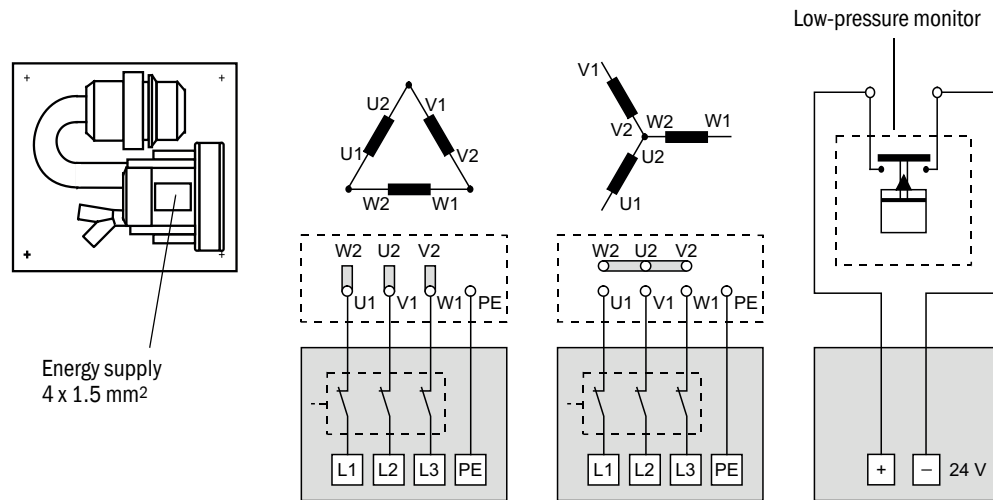 Low-pressure monitor
Energy supply
4 x 1.5 mm²
U2 V1
U1 V2
W2 W1
W2 U2 V2
U1 V1 W1 PE
L1 L2 L3 PE
V1
V2 W2 W1
U2
U1
W2 U2 V2
U1 V1 W1 PE
L1 L2 L3 PE
+ – 24 V